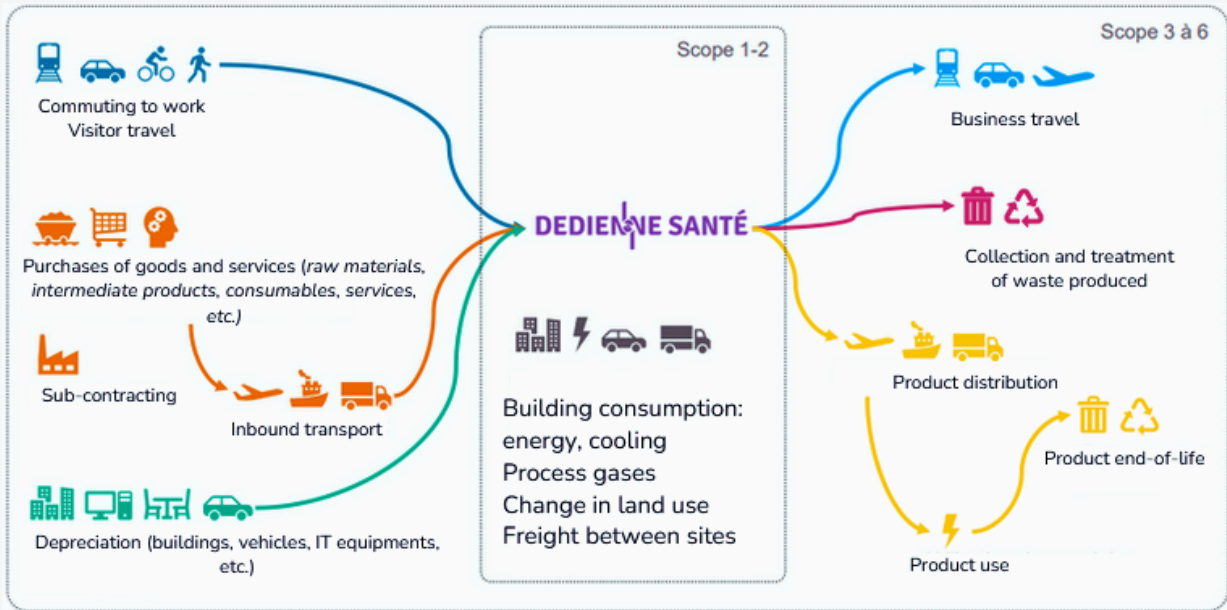 Scope 3 à 6
Scope 1-2
Commuting to work
Visitor travel
Purchases of goods and services (raw materials,
intermediate products, consumables, services,
etc.)
Sub-contracting
Inbound transport
Depreciation (buildings, vehicles, IT equipments,
etc.)
DEDIENNE SANTÉ
Building consumption:
energy, cooling
Process gases
Change in land use
Freight between sites
Business travel
Collection and treatment
of waste produced
Product distribution
Product end-of-life
Product use